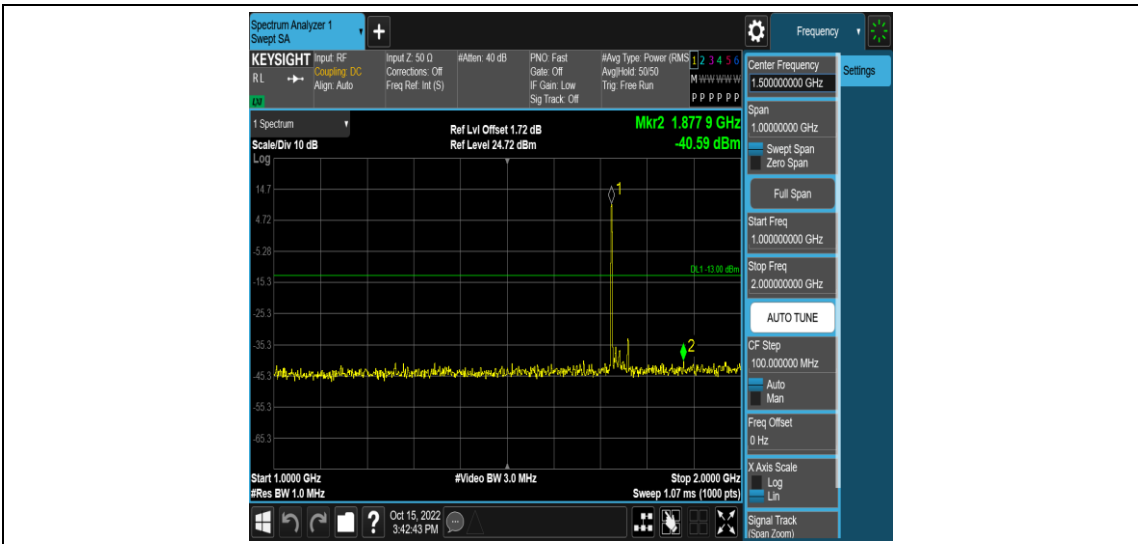 Spectrum Analyzer 1
Swept SA
+
Frequency
KEYSIGHT
R L
LXI
Input: RF
Coupling: DC
Align: Auto
Input Z: 50 Ω
Corrections: Off
Freq Ref: Int (S)
#Atten: 40 dB
PNO: Fast
Gate: Off
IF Gain: Low
Sig Track: Off
#Avg Type: Power (RMS
Avg|Hold: 50/50
Trig: Free Run
1 2 3 4 5 6
M W W W W W
P P P P P P
1 Spectrum
Scale/Div 10 dB
Log
Ref Lvl Offset 1.72 dB
Ref Level 24.72 dBm
Mkr2 1.877 9 GHz
-40.59 dBm
14.7
4.72
-5.28
-15.3
-25.3
-35.3
-45.3
-55.3
-65.3
1
DL1 -13.00 dBm
2
Start 1.0000 GHz
#Res BW 1.0 MHz
#Video BW 3.0 MHz
Stop 2.0000 GHz
Sweep 1.07 ms (1000 pts)
?
Oct 15, 2022
3:42:43 PM
Center Frequency
1.500000000 GHz
Settings
Span
1.00000000 GHz
Swept Span
Zero Span
Full Span
Start Freq
1.000000000 GHz
Stop Freq
2.000000000 GHz
AUTO TUNE
CF Step
100.000000 MHz
Auto
Man
Freq Offset
0 Hz
X Axis Scale
Log
Lin
Signal Track
(Span Zoom)